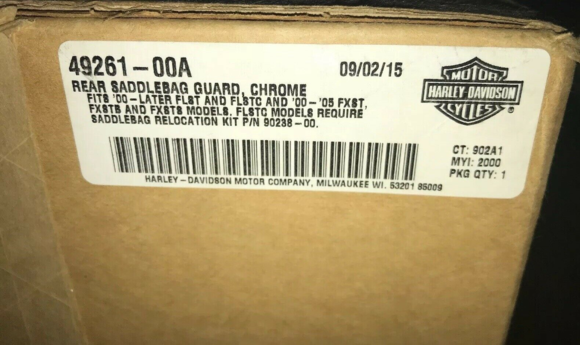 49261-00A 09/02/15
REAR SADDLEBAG GUARD, CHROME
FITS '00-LATER FLST AND FLSTC AND '00-'05 FXST,
FXSTB AND FXSTS MODELS. FLSTC MODELS REQUIRE
SADDLEBAG RELOCATION KIT P/N 90238-00.
MOTOR
HARLEY-DAVIDSON
CYCLES
®
CT: 902A1
MYI: 2000
PKG QTY: 1
HARLEY-DAVIDSON MOTOR COMPANY, MILWAUKEE WI. 53201 85009